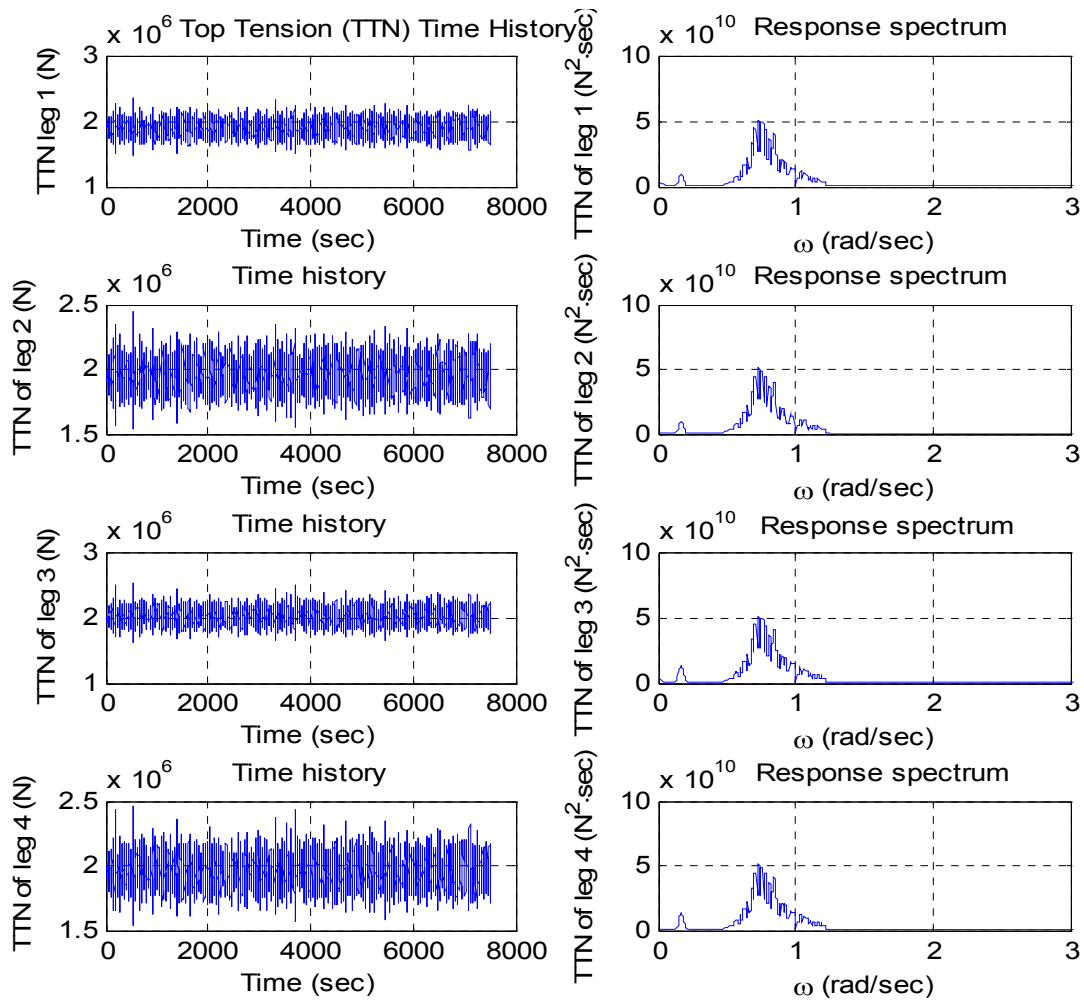 x 10^6 Top Tension (TTN) Time History
TTN leg 1 (N)
3
2
1
0 2000 4000 6000 8000
Time (sec)
x 10^10 Response spectrum
TTN of leg 1 (N^2·sec)
10
5
0
0 1 2 3
ω (rad/sec)
x 10^6 Time history
TTN of leg 2 (N)
2.5
2
1.5
0 2000 4000 6000 8000
Time (sec)
x 10^10 Response spectrum
TTN of leg 2 (N^2·sec)
10
5
0
0 1 2 3
ω (rad/sec)
x 10^6 Time history
TTN of leg 3 (N)
3
2
1
0 2000 4000 6000 8000
Time (sec)
x 10^10 Response spectrum
TTN of leg 3 (N^2·sec)
10
5
0
0 1 2 3
ω (rad/sec)
x 10^6 Time history
TTN of leg 4 (N)
2.5
2
1.5
0 2000 4000 6000 8000
Time (sec)
x 10^10 Response spectrum
TTN of leg 4 (N^2·sec)
10
5
0
0 1 2 3
ω (rad/sec)